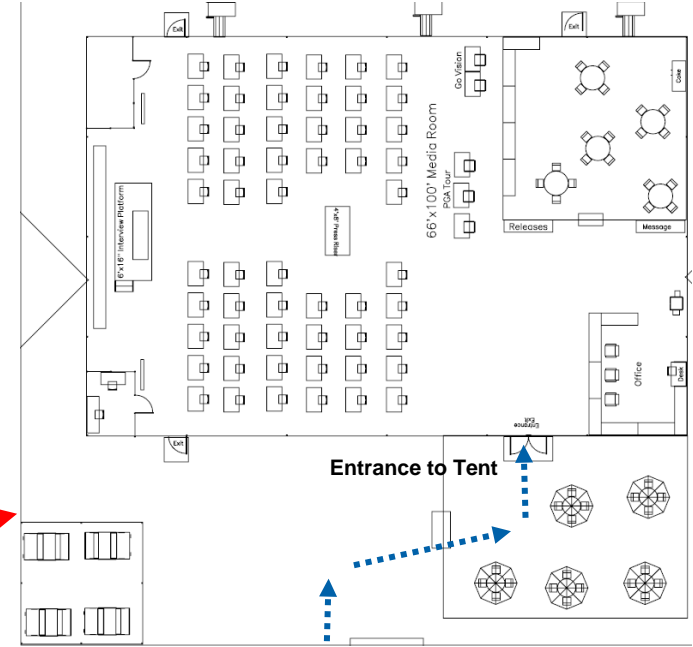 Exit
Exit
Go Vision
Coke
66'x100' Media Room
PGA Tour
6'x16" Interview Platform
4'x8' Press Riser
Releases
Message
Office
Desk
Entrance
Exit
Exit
Entrance to Tent